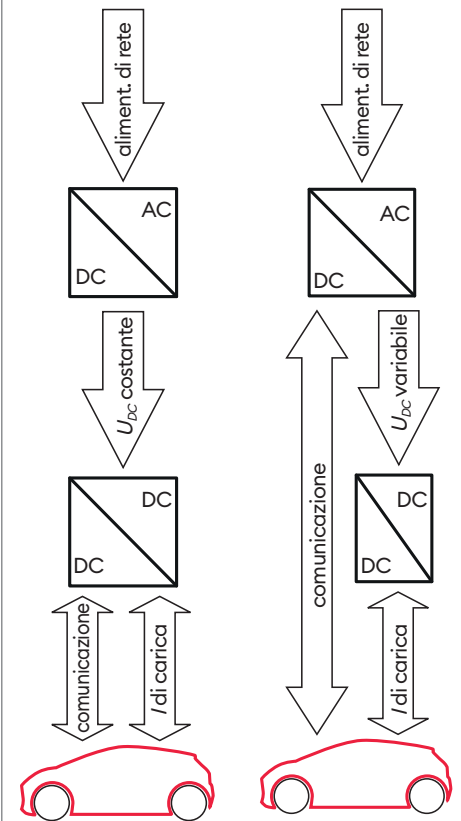 aliment. di rete
AC
DC
U_DC costante
DC
DC
comunicazione
I di carica
aliment. di rete
AC
DC
comunicazione
U_DC variabile
DC
DC
I di carica